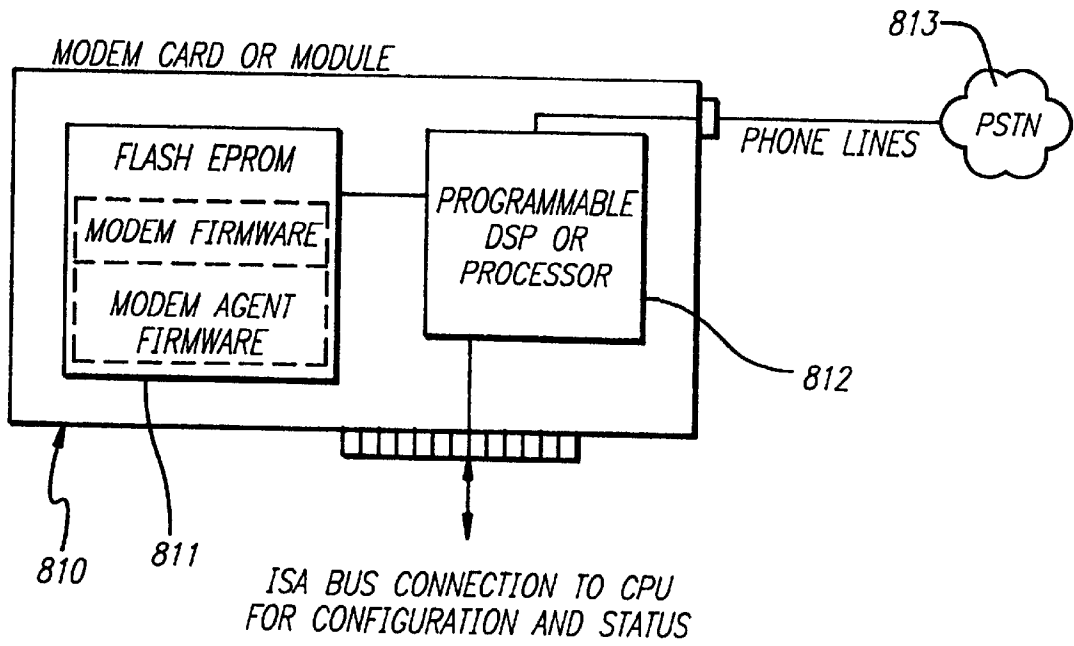 813
MODEM CARD OR MODULE
FLASH EPROM
MODEM FIRMWARE
MODEM AGENT
FIRMWARE
PROGRAMMABLE
DSP OR
PROCESSOR
PHONE LINES
PSTN
812
811
810
ISA BUS CONNECTION TO CPU
FOR CONFIGURATION AND STATUS